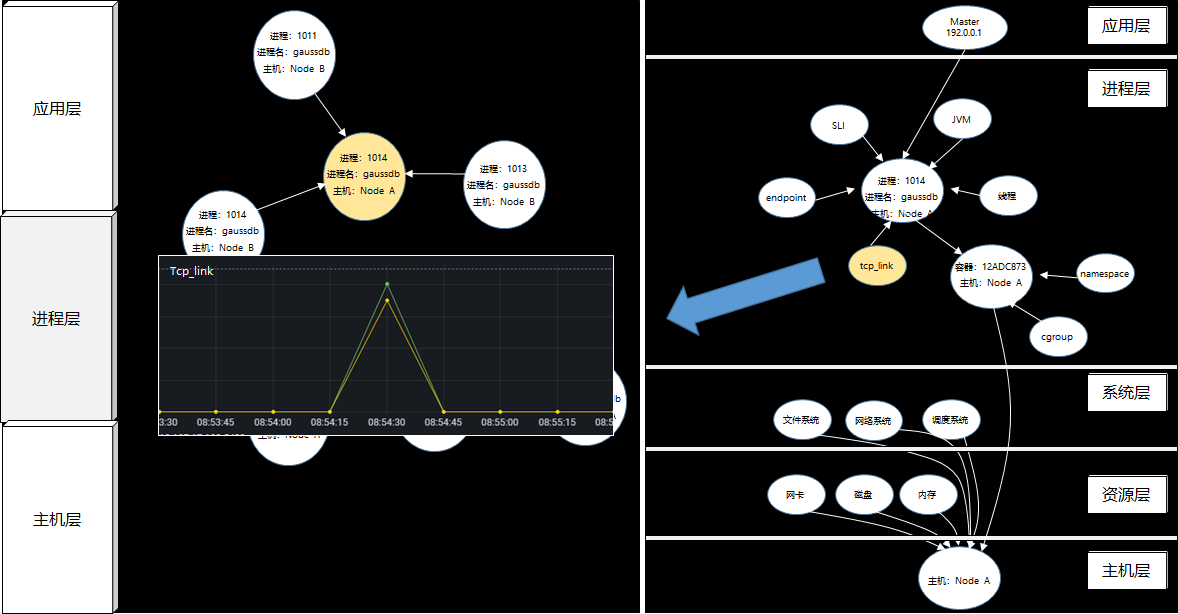 应用层
进程层
主机层
进程：1011
进程名：gaussdb
主机：Node B
进程：1014
进程名：gaussdb
主机：Node A
进程：1013
进程名：gaussdb
主机：Node B
进程：1014
进程名：gaussdb
主机：Node B
Tcp_link
3:30 08:53:45 08:54:00 08:54:15 08:54:30 08:54:45 08:55:00 08:55:15 08:5
Master
192.0.0.1
应用层
进程层
SLI
JVM
endpoint
进程：1014
进程名：gaussdb
主机：Node A
线程
tcp_link
容器：12ADC873
主机：Node A
namespace
cgroup
系统层
文件系统
网络系统
调度系统
资源层
网卡
磁盘
内存
主机层
主机：Node A